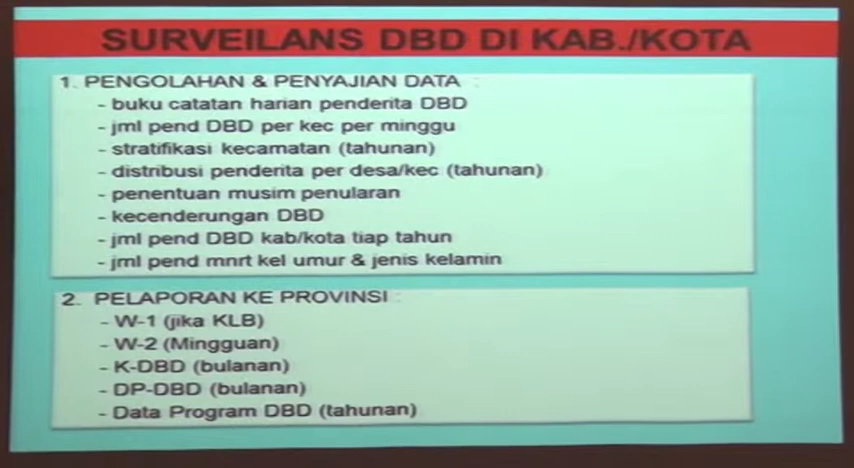 SURVEILANS DBD DI KAB./KOTA
1. PENGOLAHAN & PENYAJIAN DATA :
- buku catatan harian penderita DBD
- jml pend DBD per kec per minggu
- stratifikasi kecamatan (tahunan)
- distribusi penderita per desa/kec (tahunan)
- penentuan musim penularan
- kecenderungan DBD
- jml pend DBD kab/kota tiap tahun
- jml pend mnrt kel umur & jenis kelamin
2. PELAPORAN KE PROVINSI :
- W-1 (jika KLB)
- W-2 (Mingguan)
- K-DBD (bulanan)
- DP-DBD (bulanan)
- Data Program DBD (tahunan)